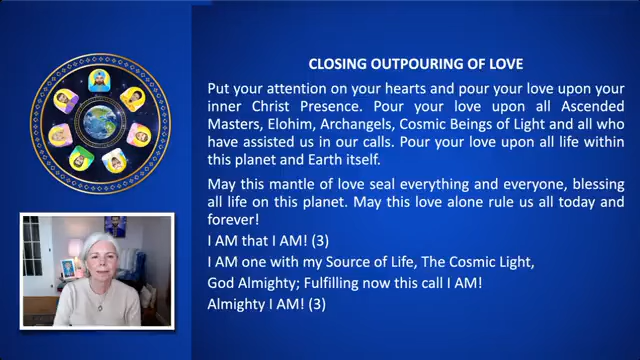 CLOSING OUTPOURING OF LOVE
Put your attention on your hearts and pour your love upon your
inner Christ Presence. Pour your love upon all Ascended
Masters, Elohim, Archangels, Cosmic Beings of Light and all who
have assisted us in our calls. Pour your love upon all life within
this planet and Earth itself.
May this mantle of love seal everything and everyone, blessing
all life on this planet. May this love alone rule us all today and
forever!
I AM that I AM! (3)
I AM one with my Source of Life, The Cosmic Light,
God Almighty; Fulfilling now this call I AM!
Almighty I AM! (3)